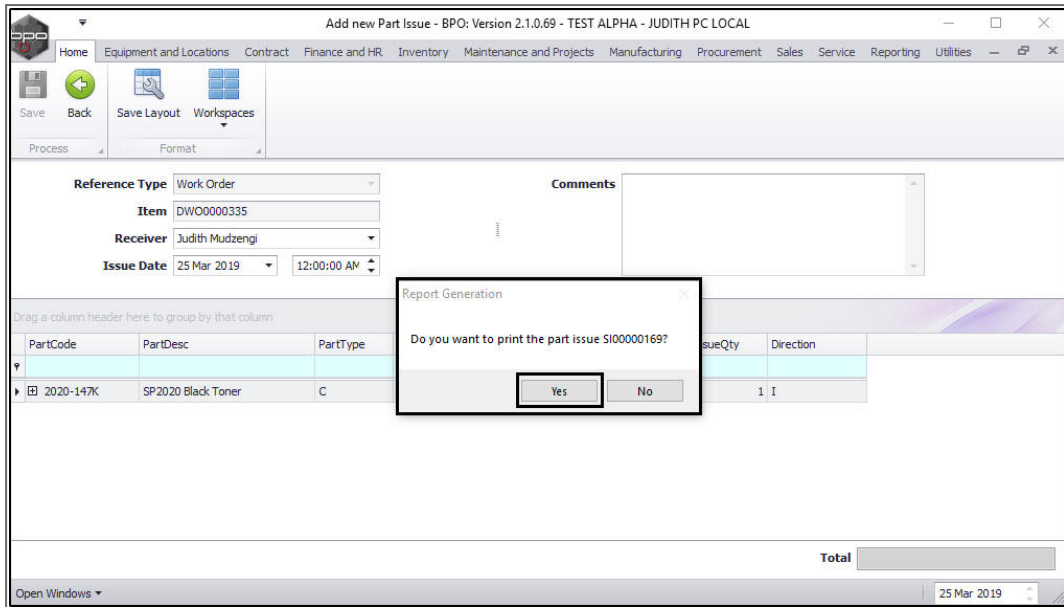 bpo
Add new Part Issue - BPO: Version 2.1.0.69 - TEST ALPHA - JUDITH PC LOCAL
Home Equipment and Locations Contract Finance and HR Inventory Maintenance and Projects Manufacturing Procurement Sales Service Reporting Utilities
Save Back Save Layout Workspaces
Process Format
Reference Type Work Order Comments
Item DWO0000335
Receiver Judith Mudzengi
Issue Date 25 Mar 2019 12:00:00 AM
Report Generation
Drag a column header here to group by that column
Do you want to print the part issue SI00000169?
PartCode PartDesc PartType sueQty Direction
2020-147K SP2020 Black Toner C 1 I
Yes No
Total
Open Windows 25 Mar 2019